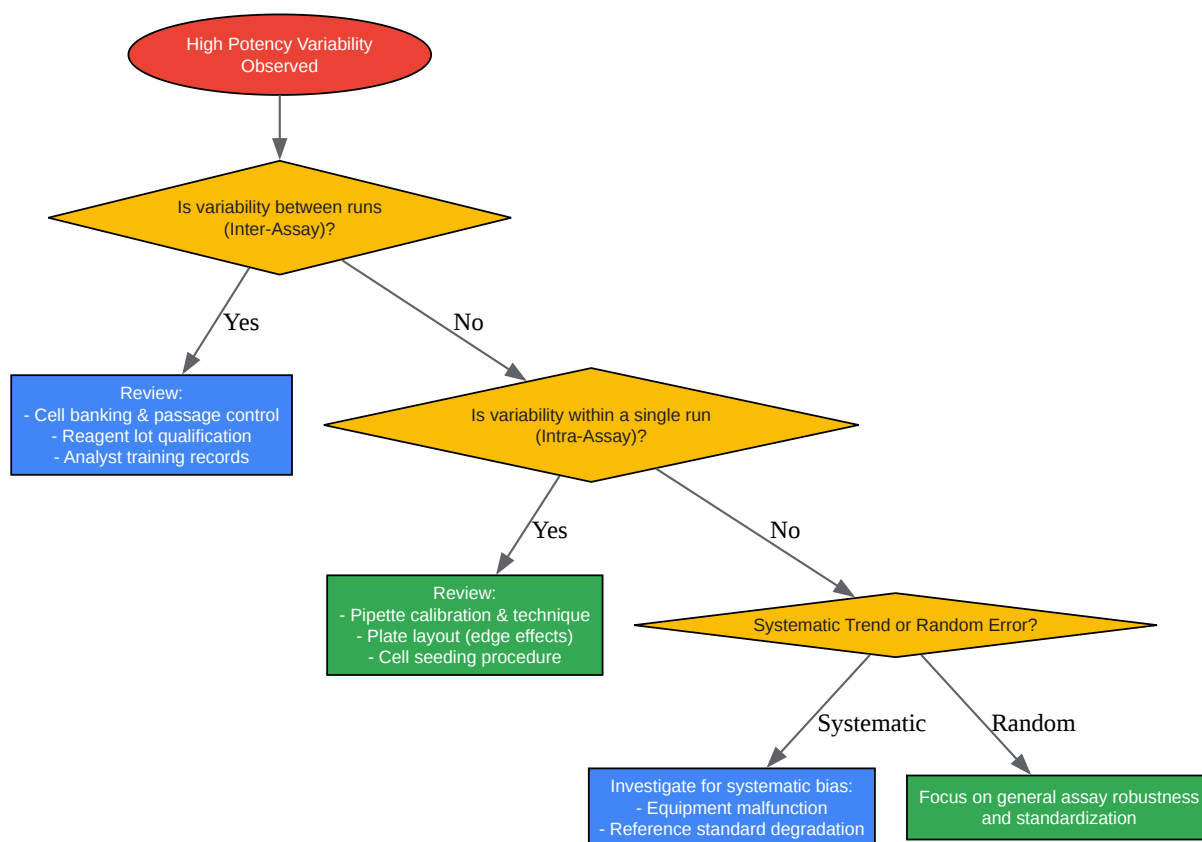 High Potency Variability
Observed
Is variability between runs
(Inter-Assay)?
Yes
No
Review:
- Cell banking & passage control
- Reagent lot qualification
- Analyst training records
Is variability within a single run
(Intra-Assay)?
Yes
No
Review:
- Pipette calibration & technique
- Plate layout (edge effects)
- Cell seeding procedure
Systematic Trend or Random Error?
Systematic
Random
Investigate for systematic bias:
- Equipment malfunction
- Reference standard degradation
Focus on general assay robustness
and standardization